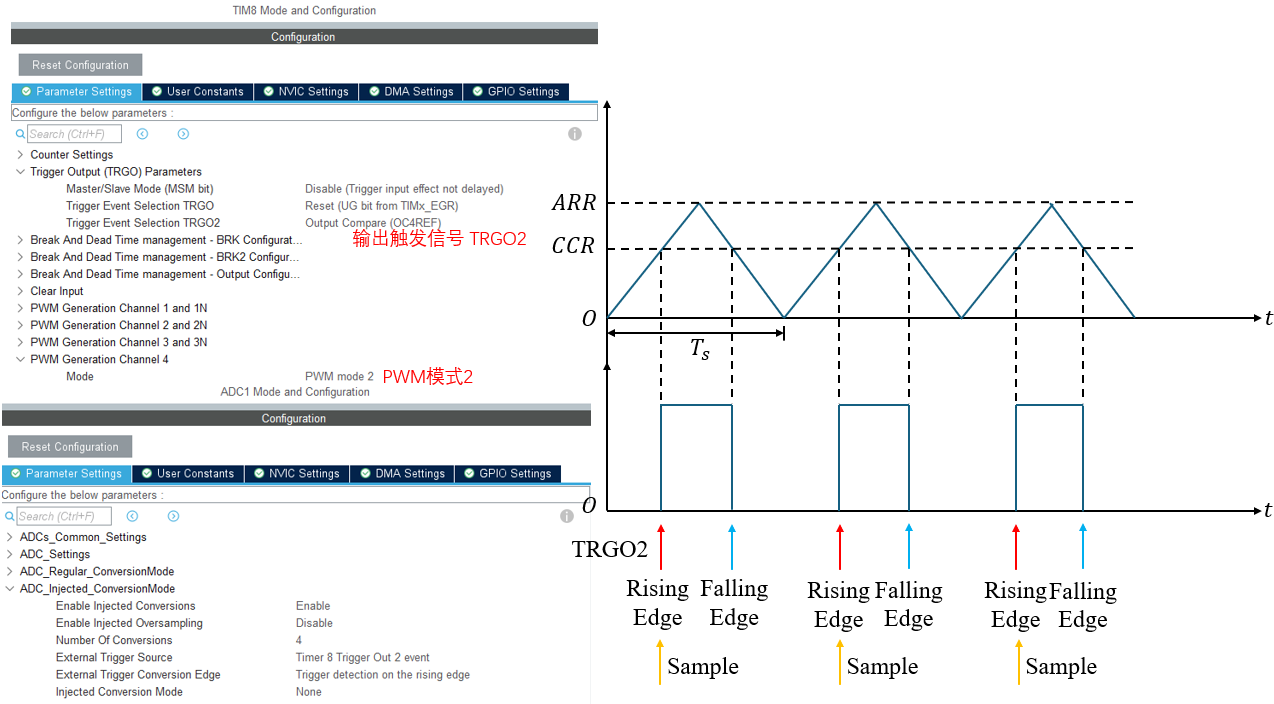 TIM8 Mode and Configuration
Configuration
Reset Configuration
Parameter Settings
User Constants
NVIC Settings
DMA Settings
GPIO Settings
Configure the below parameters :
Search (Ctrl+F)
Counter Settings
Trigger Output (TRGO) Parameters
Master/Slave Mode (MSM bit) Disable (Trigger input effect not delayed)
Trigger Event Selection TRGO Reset (UG bit from TIMx_EGR)
Trigger Event Selection TRGO2 Output Compare (OC4REF)
输出触发信号 TRGO2
Break And Dead Time management - BRK Configurat...
Break And Dead Time management - BRK2 Configur...
Break And Dead Time management - Output Configu...
Clear Input
PWM Generation Channel 1 and 1N
PWM Generation Channel 2 and 2N
PWM Generation Channel 3 and 3N
PWM Generation Channel 4
Mode PWM mode 2 PWM模式2
ADC1 Mode and Configuration
Configuration
Reset Configuration
Parameter Settings
User Constants
NVIC Settings
DMA Settings
GPIO Settings
Configure the below parameters :
Search (Ctrl+F)
ADCs_Common_Settings
ADC_Settings
ADC_Regular_ConversionMode
ADC_Injected_ConversionMode
Enable Injected Conversions Enable
Enable Injected Oversampling Disable
Number Of Conversions 4
External Trigger Source Timer 8 Trigger Out 2 event
External Trigger Conversion Edge Trigger detection on the rising edge
Injected Conversion Mode None
ARR
CCR
O
t
Ts
O
t
TRGO2
Rising
Edge
Falling
Edge
Rising
Edge
Falling
Edge
Rising
Edge
Falling
Edge
Sample
Sample
Sample